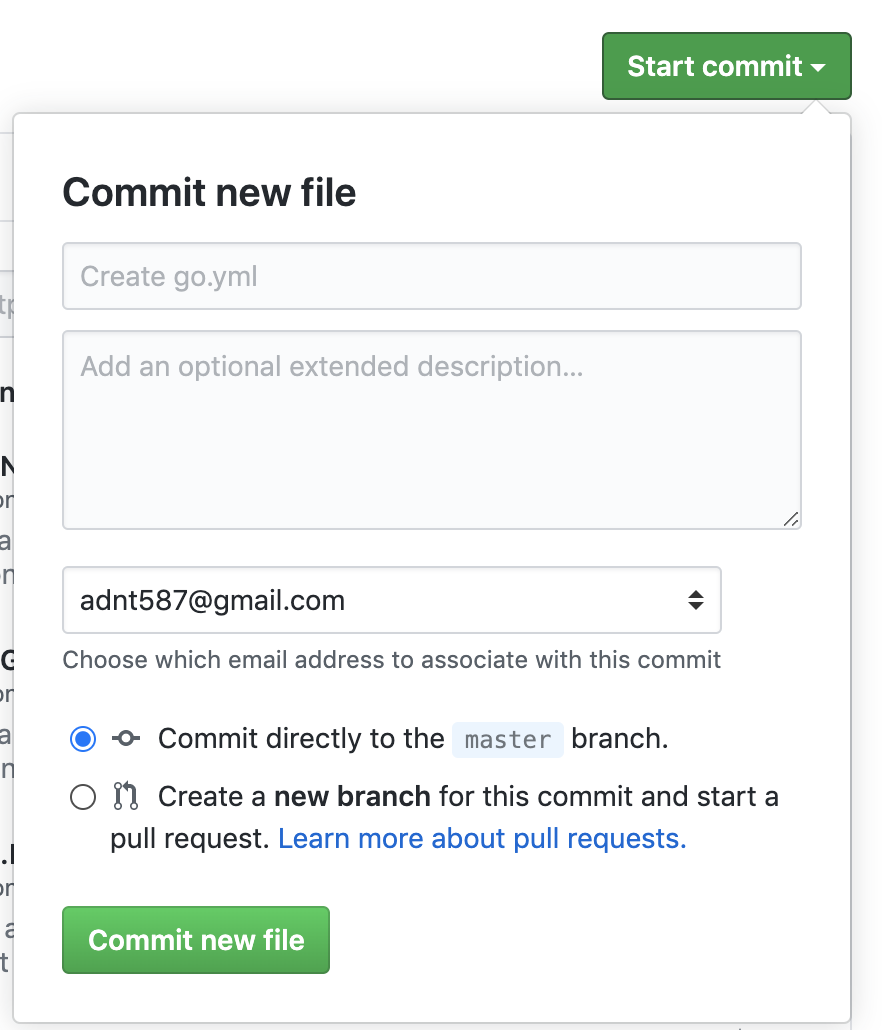 Start commit
Commit new file
Create go.yml
Add an optional extended description...
adnt587@gmail.com
Choose which email address to associate with this commit
Commit directly to the master branch.
Create a new branch for this commit and start a
pull request. Learn more about pull requests.
Commit new file